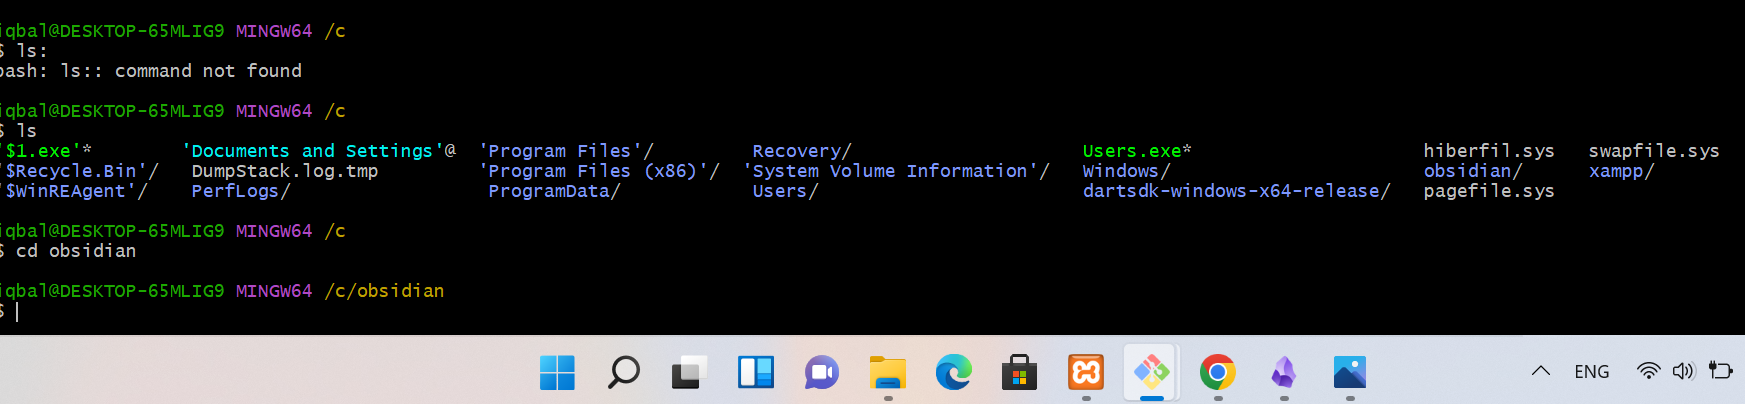 iqbal@DESKTOP-65MLIG9 MINGW64 /c
$ ls:
bash: ls:: command not found
iqbal@DESKTOP-65MLIG9 MINGW64 /c
$ ls
'$1.exe'* 'Documents and Settings'@ 'Program Files'/ Recovery/ Users.exe* hiberfil.sys swapfile.sys
'$Recycle.Bin'/ DumpStack.log.tmp 'Program Files (x86)'/ 'System Volume Information'/ Windows/ obsidian/ xampp/
'$WinREAgent'/ PerfLogs/ ProgramData/ Users/ dartsdk-windows-x64-release/ pagefile.sys
iqbal@DESKTOP-65MLIG9 MINGW64 /c
$ cd obsidian
iqbal@DESKTOP-65MLIG9 MINGW64 /c/obsidian
$
ENG